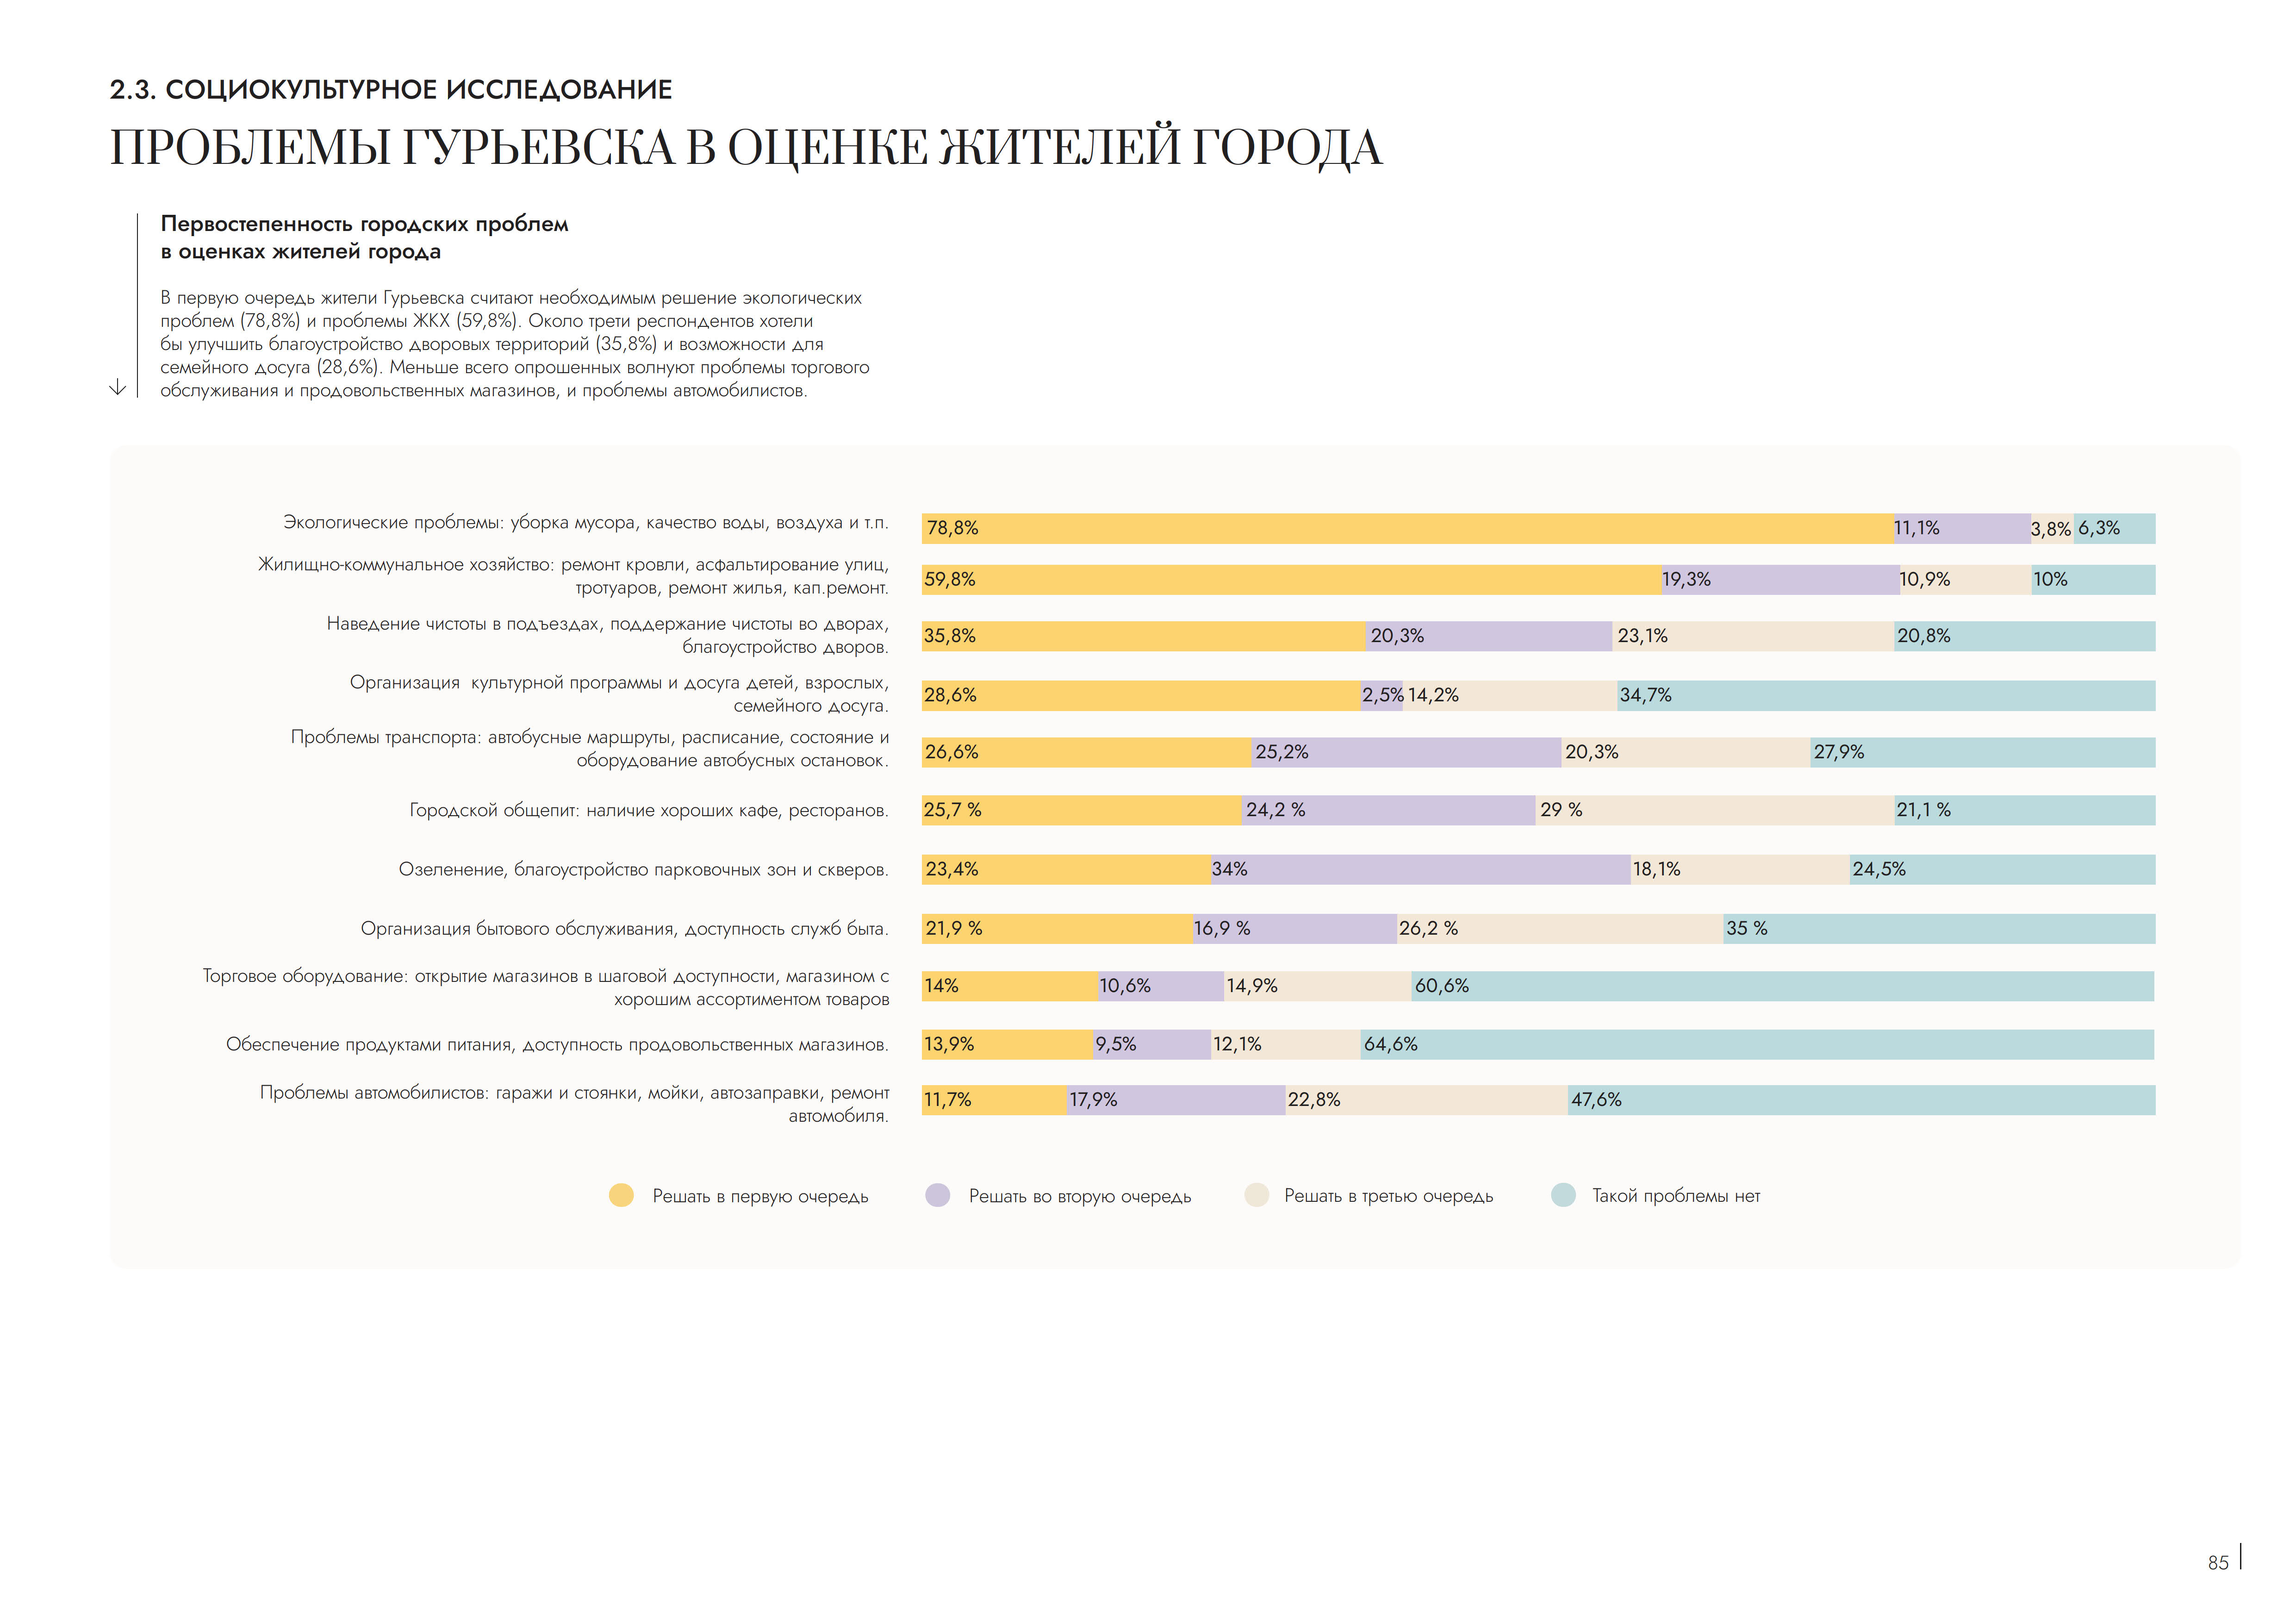 2.3. СОЦИОКУЛЬТУРНОЕ ИССЛЕДОВАНИЕ
ПРОБЛЕМЫ ГУРЬЕВСКА В ОЦЕНКЕ ЖИТЕЛЕЙ ГОРОДА
Первостепенность городских проблем
в оценках жителей города
В первую очередь жители Гурьевска считают необходимым решение экологических
проблем (78,8%) и проблемы ЖКХ (59,8%). Около трети респондентов хотели
бы улучшить благоустройство дворовых территорий (35,8%) и возможности для
семейного досуга (28,6%). Меньше всего опрошенных волнуют проблемы торгового
обслуживания и продовольственных магазинов, и проблемы автомобилистов.
Экологические проблемы: уборка мусора, качество воды, воздуха и т.п.
78,8% 11,1% 3,8% 6,3%
Жилищно-коммунальное хозяйство: ремонт кровли, асфальтирование улиц,
тротуаров, ремонт жилья, кап.ремонт.
59,8% 19,3% 10,9% 10%
Наведение чистоты в подъездах, поддержание чистоты во дворах,
благоустройство дворов.
35,8% 20,3% 23,1% 20,8%
Организация культурной программы и досуга детей, взрослых,
семейного досуга.
28,6% 2,5% 14,2% 34,7%
Проблемы транспорта: автобусные маршруты, расписание, состояние и
оборудование автобусных остановок.
26,6% 25,2% 20,3% 27,9%
Городской общепит: наличие хороших кафе, ресторанов.
25,7 % 24,2 % 29 % 21,1 %
Озеленение, благоустройство парковочных зон и скверов.
23,4% 34% 18,1% 24,5%
Организация бытового обслуживания, доступность служб быта.
21,9 % 16,9 % 26,2 % 35 %
Торговое оборудование: открытие магазинов в шаговой доступности, магазином с
хорошим ассортиментом товаров
14% 10,6% 14,9% 60,6%
Обеспечение продуктами питания, доступность продовольственных магазинов.
13,9% 9,5% 12,1% 64,6%
Проблемы автомобилистов: гаражи и стоянки, мойки, автозаправки, ремонт
автомобиля.
11,7% 17,9% 22,8% 47,6%
Решать в первую очередь Решать во вторую очередь Решать в третью очередь Такой проблемы нет
85